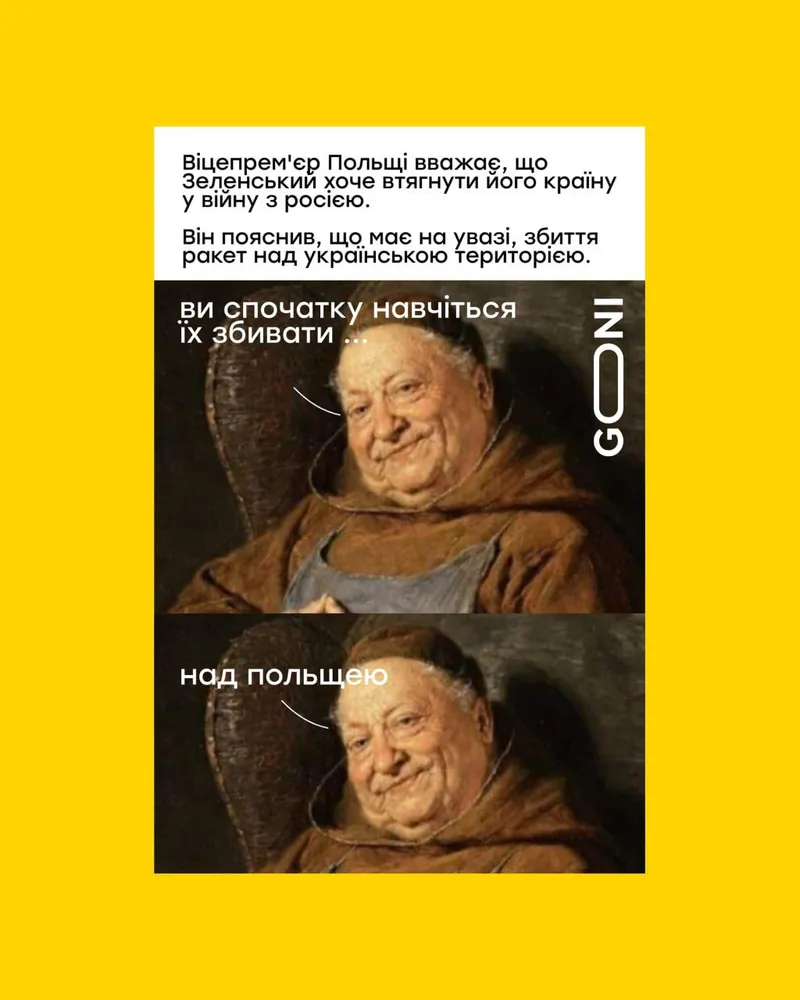 Віцепрем'єр Польщі вважає, що
Зеленський хоче втягнути його країну
у війну з росією.
Він пояснив, що має на увазі, збиття
ракет над українською територією.
ви спочатку навчіться
їх збивати ...
GONI
над польщею